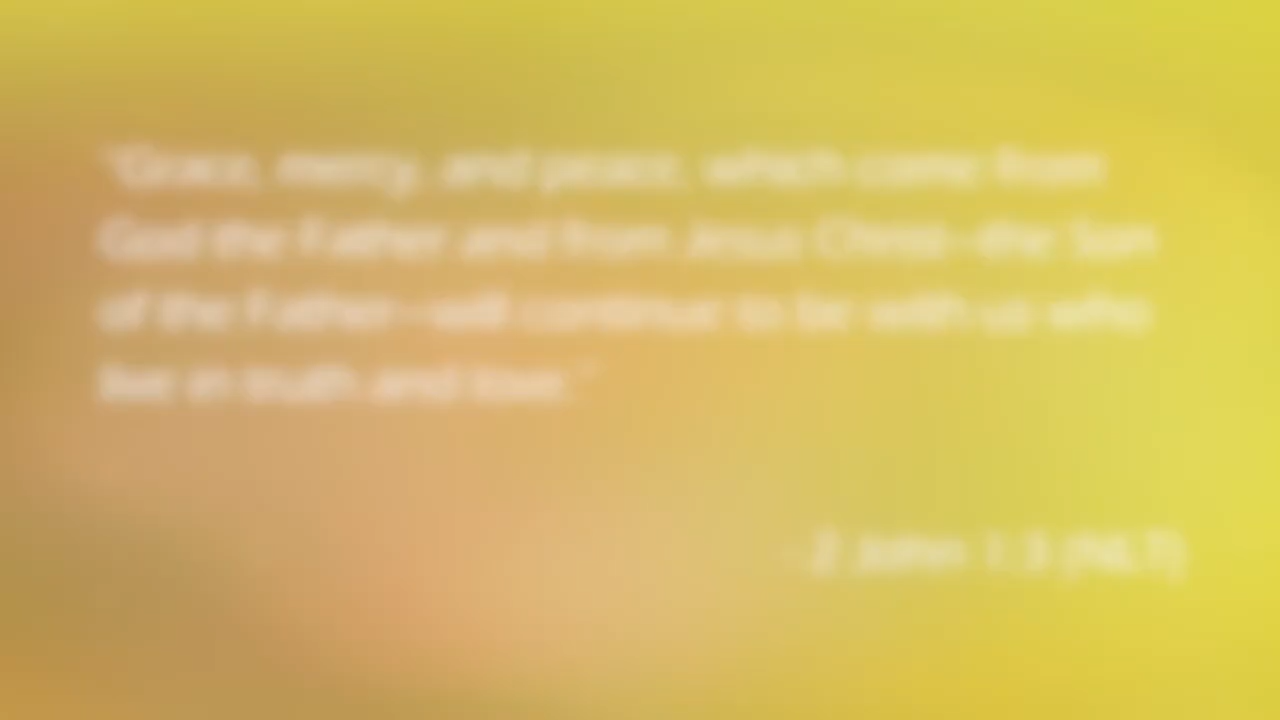 "Grace, mercy, and peace, which come from
God the Father and from Jesus Christ–the Son
of the Father–will continue to be with us who
live in truth and love."
-2 John 1:3 (NLT)